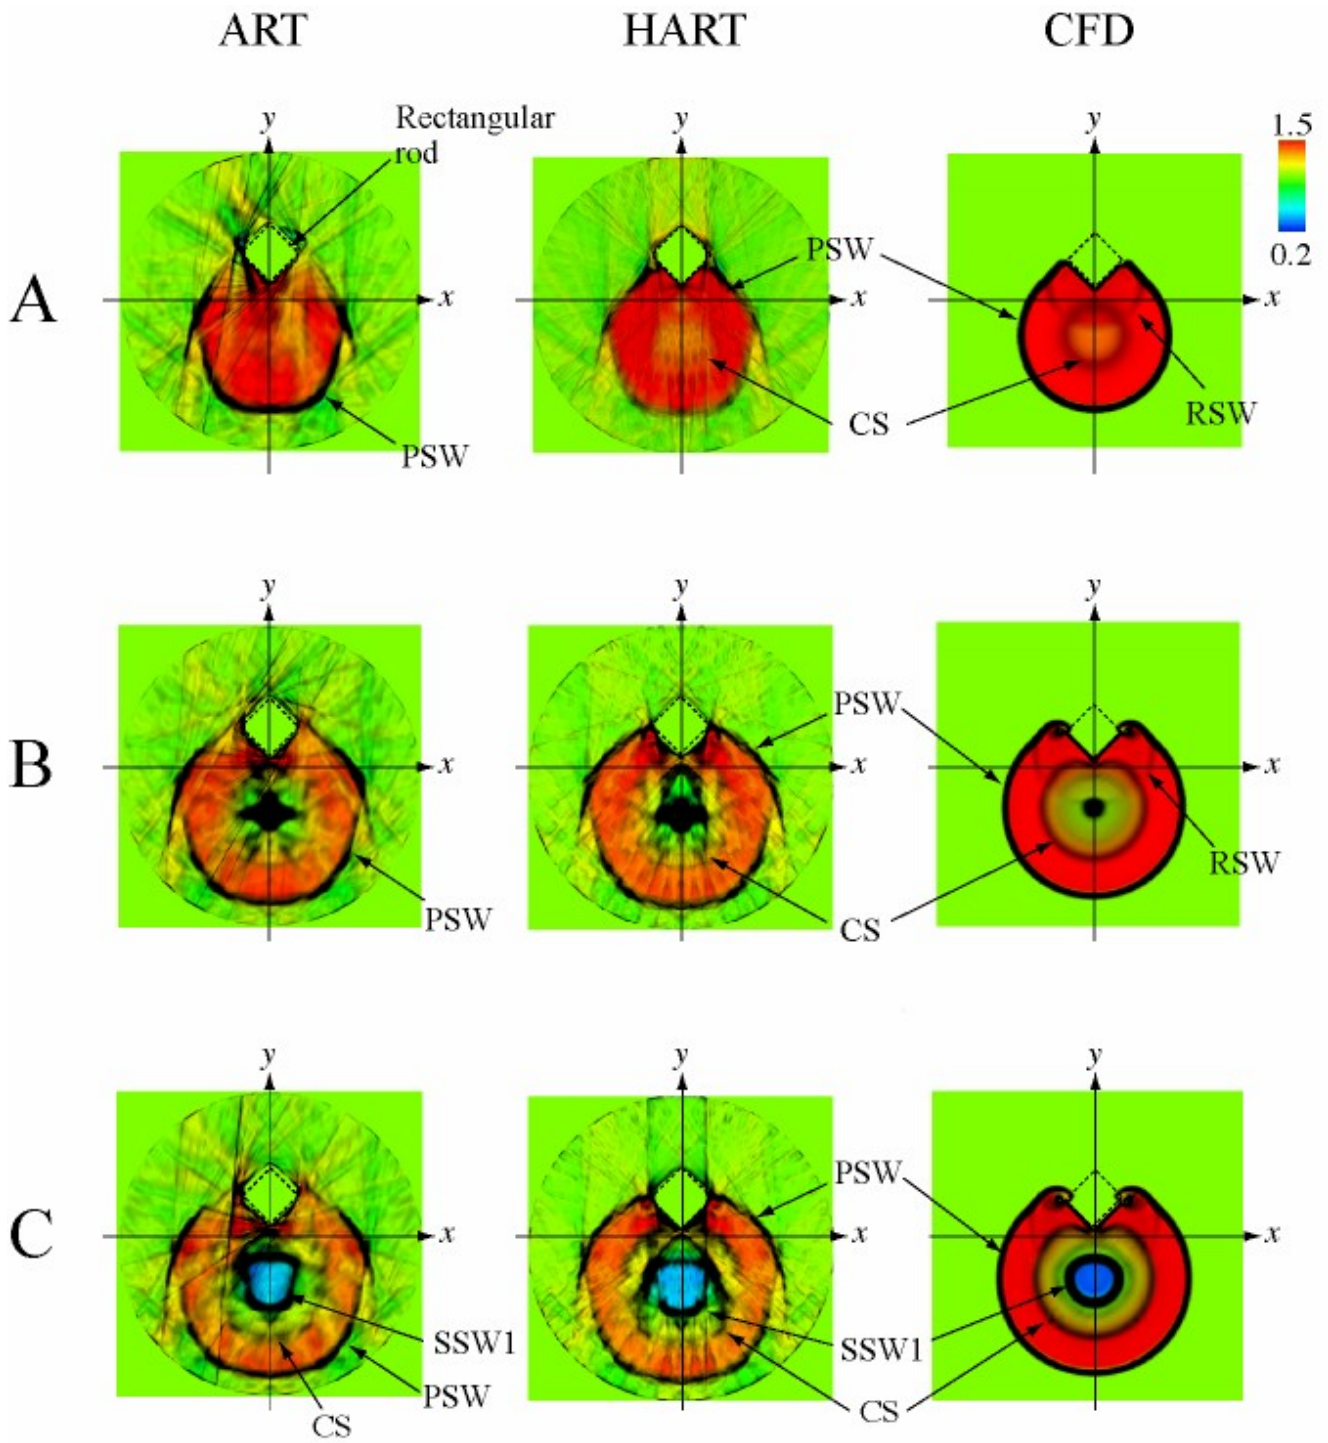 ART HART CFD
y Rectangular rod y y 1.5
0.2
A x PSW x x
CS RSW
PSW
y y y
B x PSW x x
RSW
PSW CS
y y y
C x PSW x x
SSW1 SSW1
PSW CS
CS